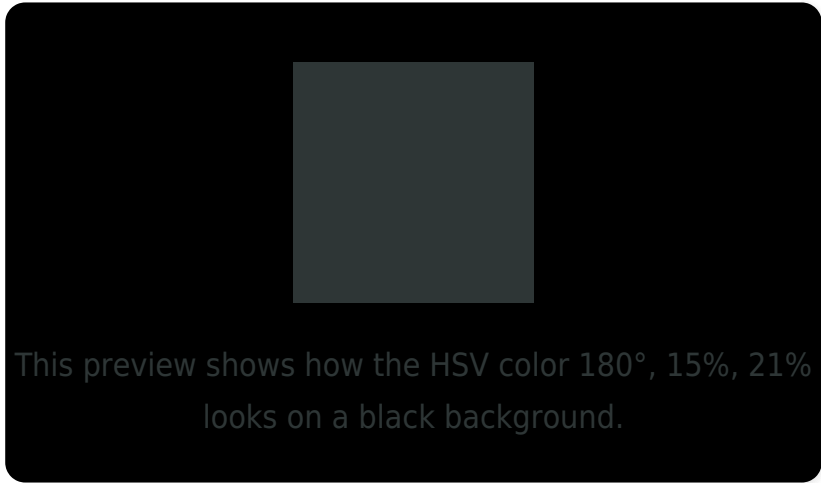 This preview shows how the HSV color 180°, 15%, 21%
looks on a black background.